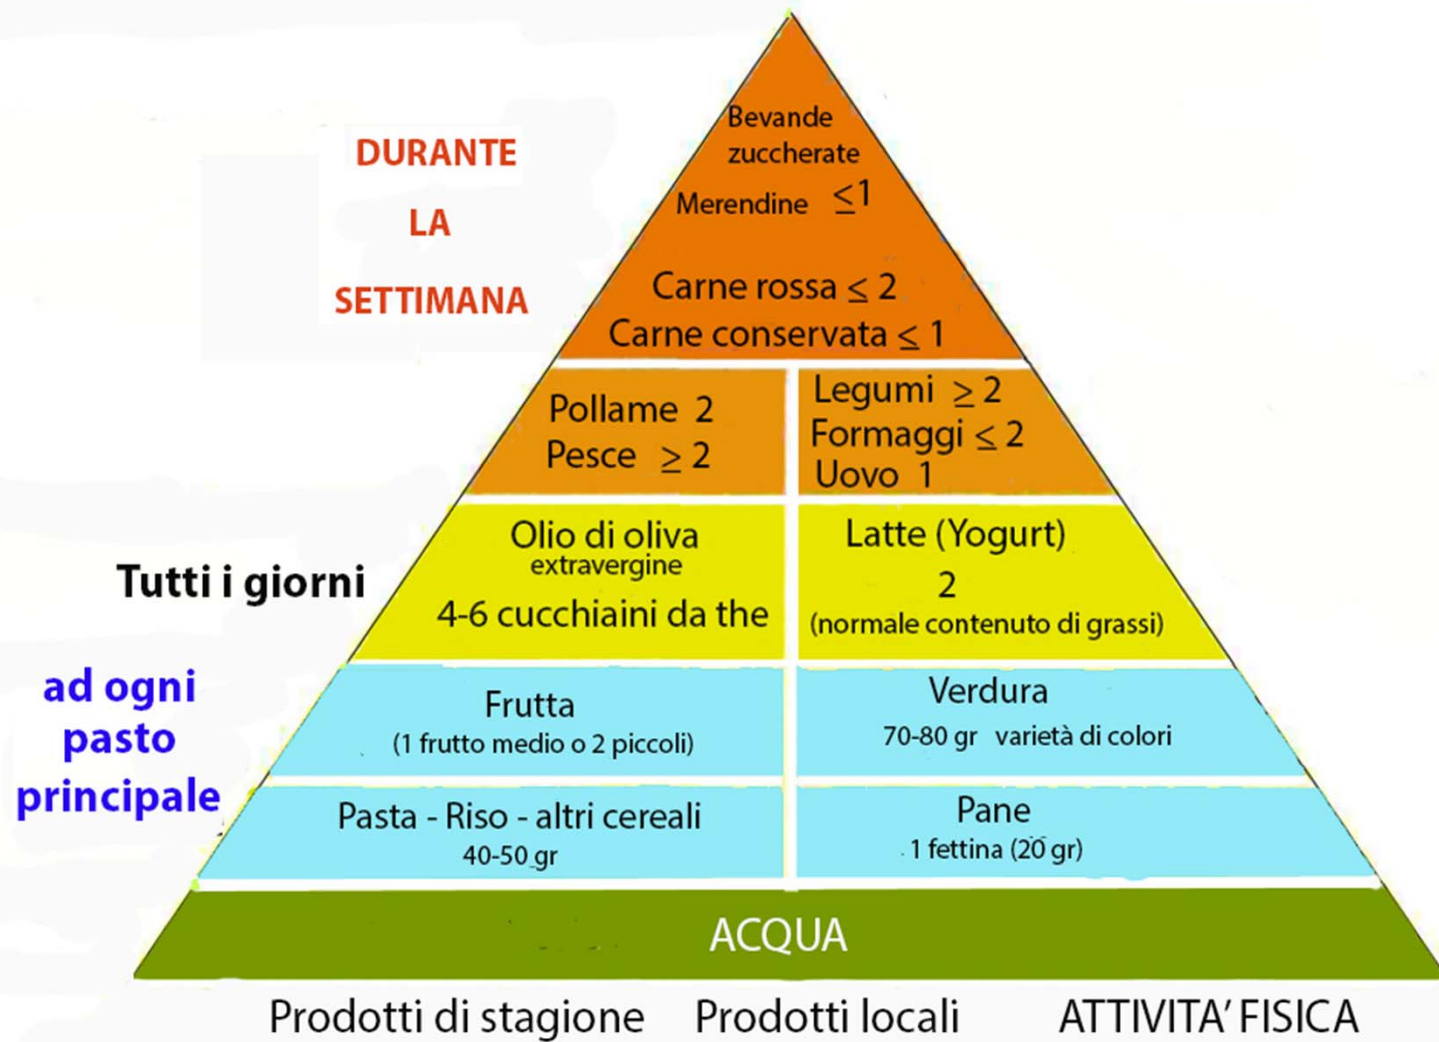 DURANTE
LA
SETTIMANA
Bevande
zuccherate
Merendine ≤1
Carne rossa ≤ 2
Carne conservata ≤ 1
Pollame 2
Pesce ≥ 2
Legumi ≥ 2
Formaggi ≤ 2
Uovo 1
Tutti i giorni
Olio di oliva
extravergine
4-6 cucchiaini da the
Latte (Yogurt)
2
(normale contenuto di grassi)
ad ogni
pasto
principale
Frutta
(1 frutto medio o 2 piccoli)
Verdura
70-80 gr varietà di colori
Pasta - Riso - altri cereali
40-50 gr
Pane
1 fettina (20 gr)
ACQUA
Prodotti di stagione Prodotti locali ATTIVITA’ FISICA